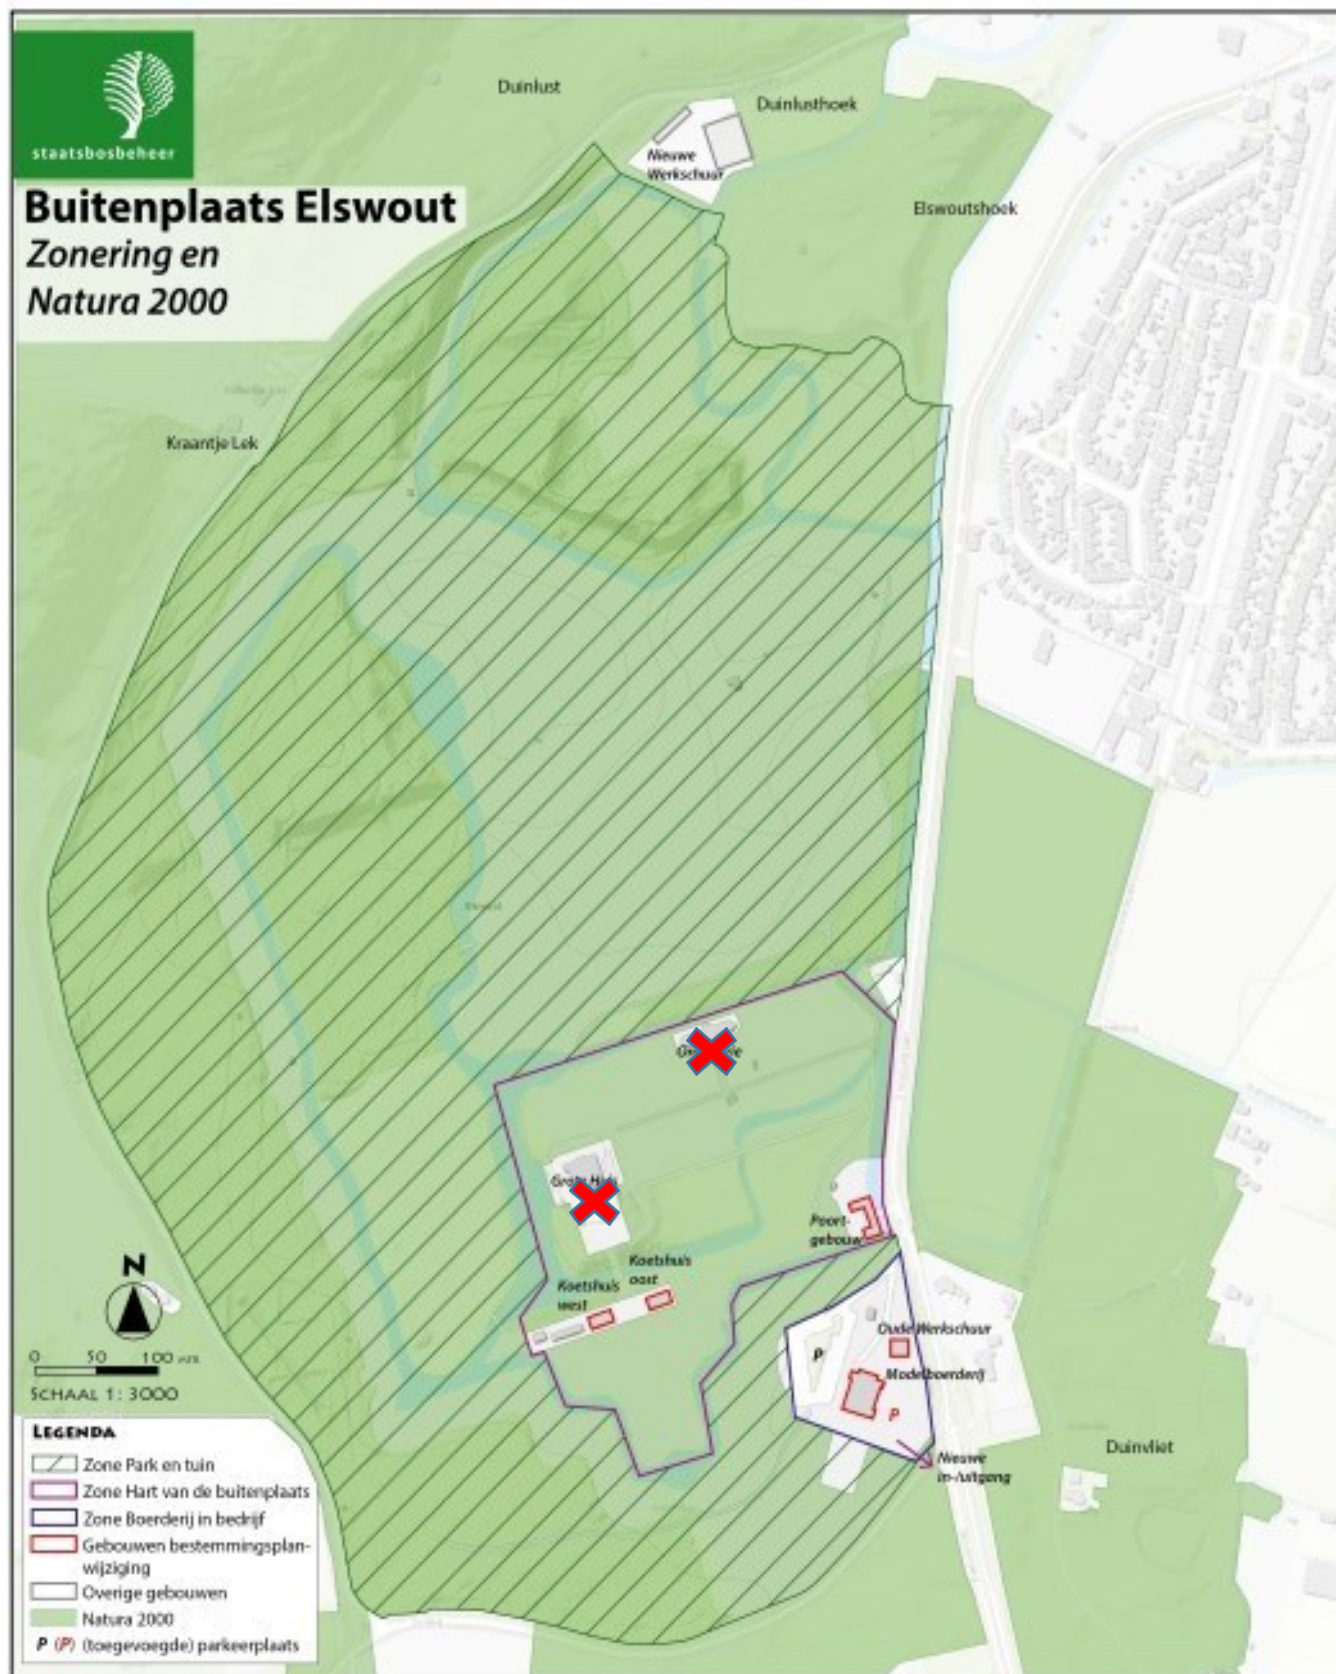 staatsbosbeheer
Buitenplaats Elswout
Zonering en
Natura 2000
Duinlust
Duinlusthoek
Nieuwe
Werkschuur
Elswoutshoek
Kraantje Lek
Koetshuis
oost
Koetshuis
west
Poort-
gebouw
Oude Werkschuur
P
Modelboerderij
P
Nieuwe
in-/uitgang
Duinvliet
N
0 50 100 mtr
SCHAAL 1: 3000
LEGENDA
Zone Park en tuin
Zone Hart van de buitenplaats
Zone Boerderij in bedrijf
Gebouwen bestemmingsplan-
wijziging
Overige gebouwen
Natura 2000
P (P) (toegevoegde) parkeerplaats